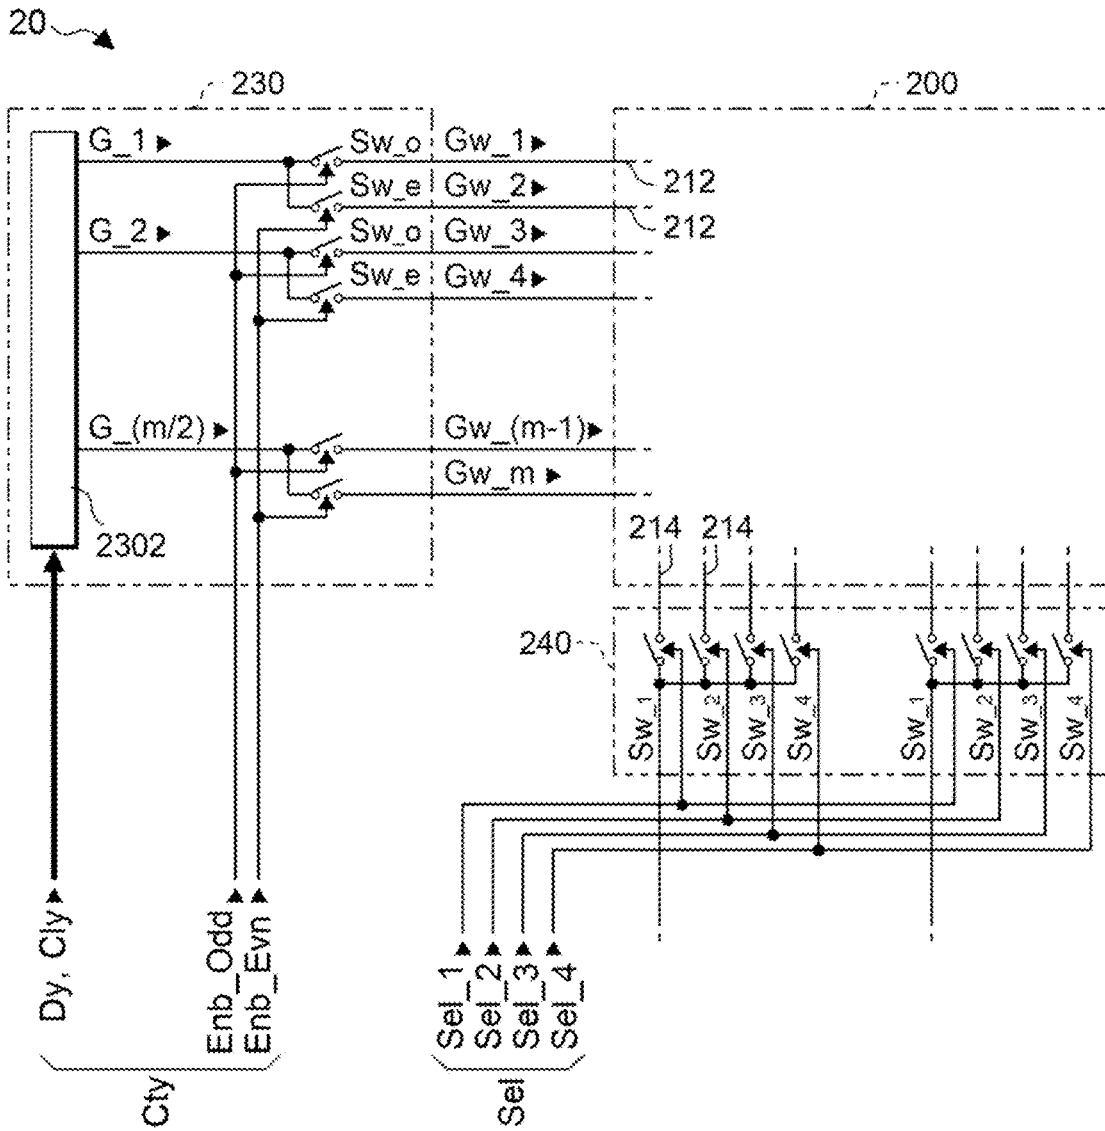 20
230
200
G_1
Sw_o
Gw_1
212
Sw_e
Gw_2
212
G_2
Sw_o
Gw_3
Sw_e
Gw_4
G_(m/2)
Gw_(m-1)
Gw_m
2302
214
214
240
Sw_1
Sw_2
Sw_3
Sw_4
Sw_1
Sw_2
Sw_3
Sw_4
Dy, Cly
Enb_Odd
Enb_Evn
Sel_1
Sel_2
Sel_3
Sel_4
Cty
Sel